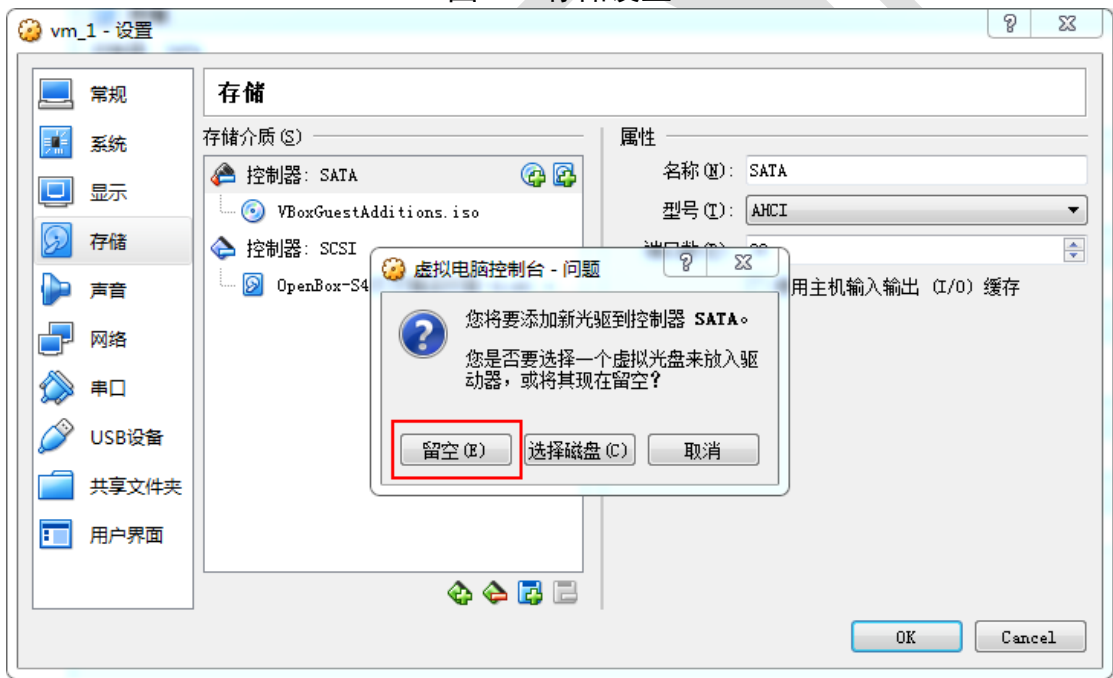 vm_1 - 设置
常规
系统
显示
存储
声音
网络
串口
USB设备
共享文件夹
用户界面
存储
存储介质(S)
控制器: SATA
VBoxGuestAdditions.iso
控制器: SCSI
OpenBox-S4
属性
名称(N): SATA
型号(T): AHCI
用主机输入输出 (I/O) 缓存
虚拟电脑控制台 - 问题
您将要添加新光驱到控制器 SATA。
您是否要选择一个虚拟光盘来放入驱
动器，或将其现在留空?
留空(E)
选择磁盘(C)
取消
OK
Cancel